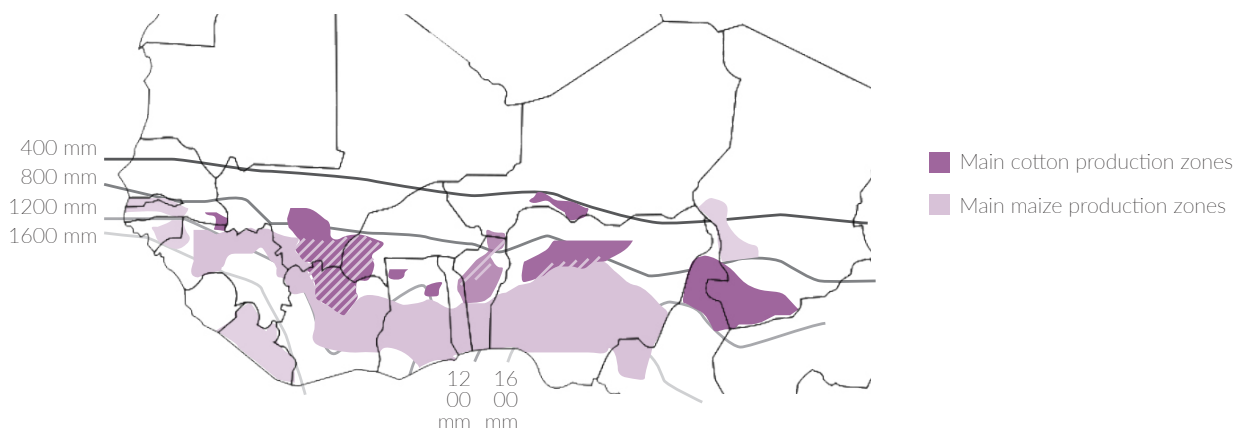 400 mm
800 mm
1200 mm
1600 mm
Main cotton production zones
Main maize production zones
12
00
mm
16
00
mm